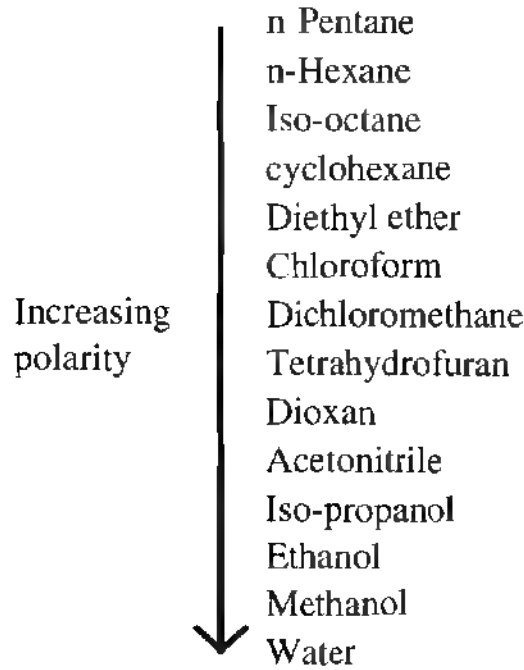 n Pentane
n-Hexane
Iso-octane
cyclohexane
Diethyl ether
Chloroform
Increasing
polarity
Dichloromethane
Tetrahydrofuran
Dioxan
Acetonitrile
Iso-propanol
Ethanol
Methanol
Water